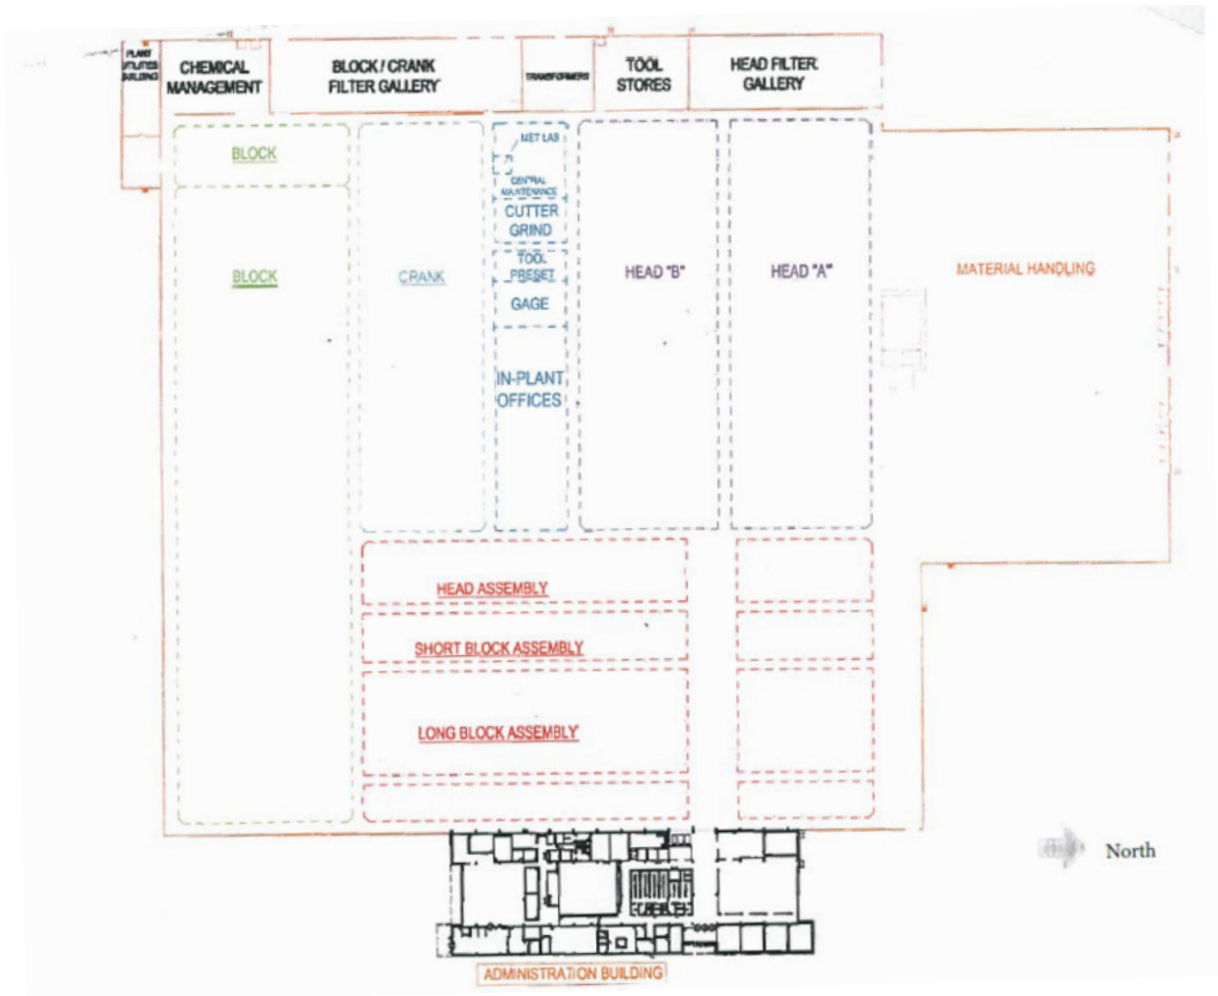 PLANT
UTILITIES
BUILDING
CHEMICAL
MANAGEMENT
BLOCK / CRANK
FILTER GALLERY
TRANSFORMERS
TOOL
STORES
HEAD FILTER
GALLERY
BLOCK
MET LAB
CENTRAL
MAINTENANCE
CUTTER
GRIND
TOOL
PRESET
GAGE
IN-PLANT
OFFICES
BLOCK
CRANK
HEAD "B"
HEAD "A"
MATERIAL HANDLING
HEAD ASSEMBLY
SHORT BLOCK ASSEMBLY
LONG BLOCK ASSEMBLY
North
ADMINISTRATION BUILDING